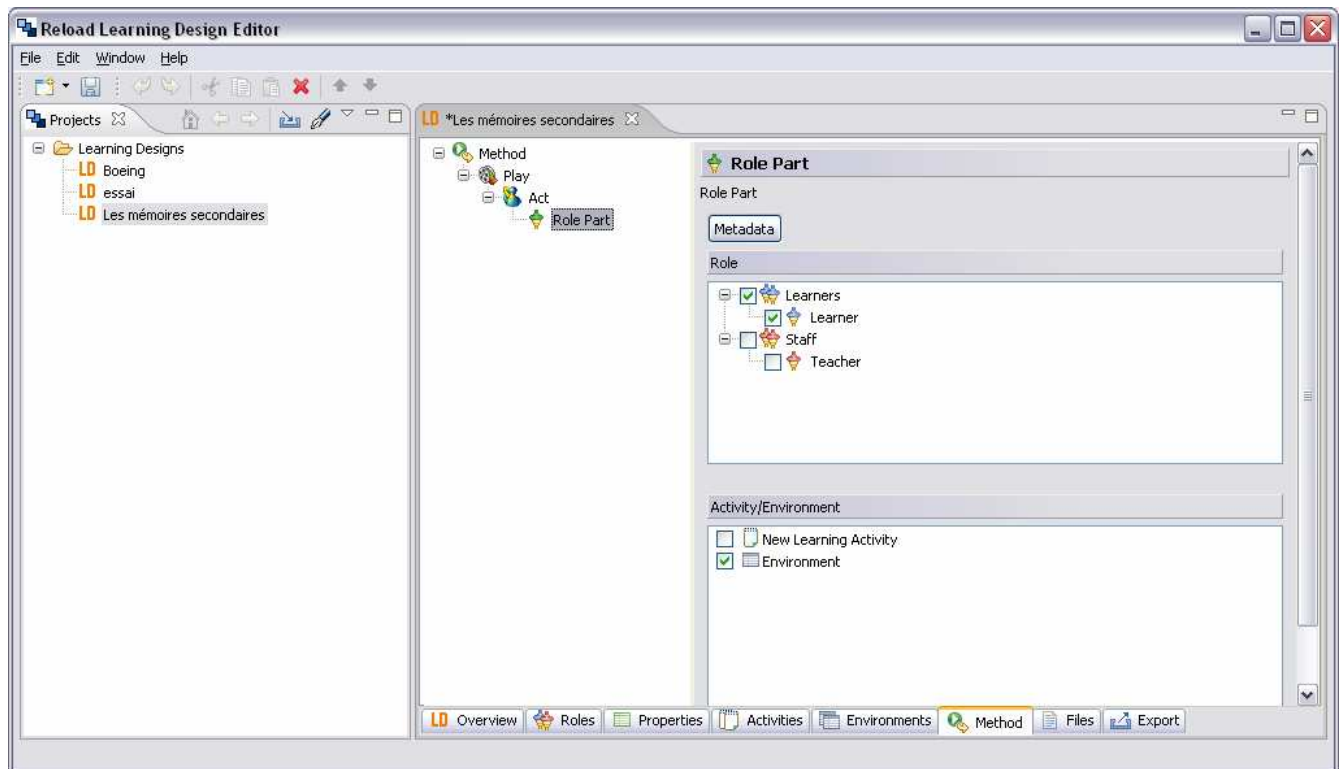 Reload Learning Design Editor
File Edit Window Help
Projects
Learning Designs
LD Boeing
LD essai
LD Les mémoires secondaires
LD *Les mémoires secondaires
Method
Play
Act
Role Part
Role Part
Role Part
Metadata
Role
Learners
Learner
Staff
Teacher
Activity/Environment
New Learning Activity
Environment
LD Overview Roles Properties Activities Environments Method Files Export